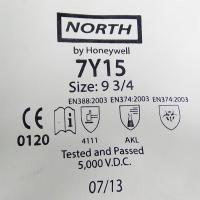 NORTH
by Honeywell
7Y15
Size: 9 3/4
EN388:2003 EN374:2003 EN374:2003
CE
0120 4111 AKL
Tested and Passed
5,000 V.D.C.
07/13